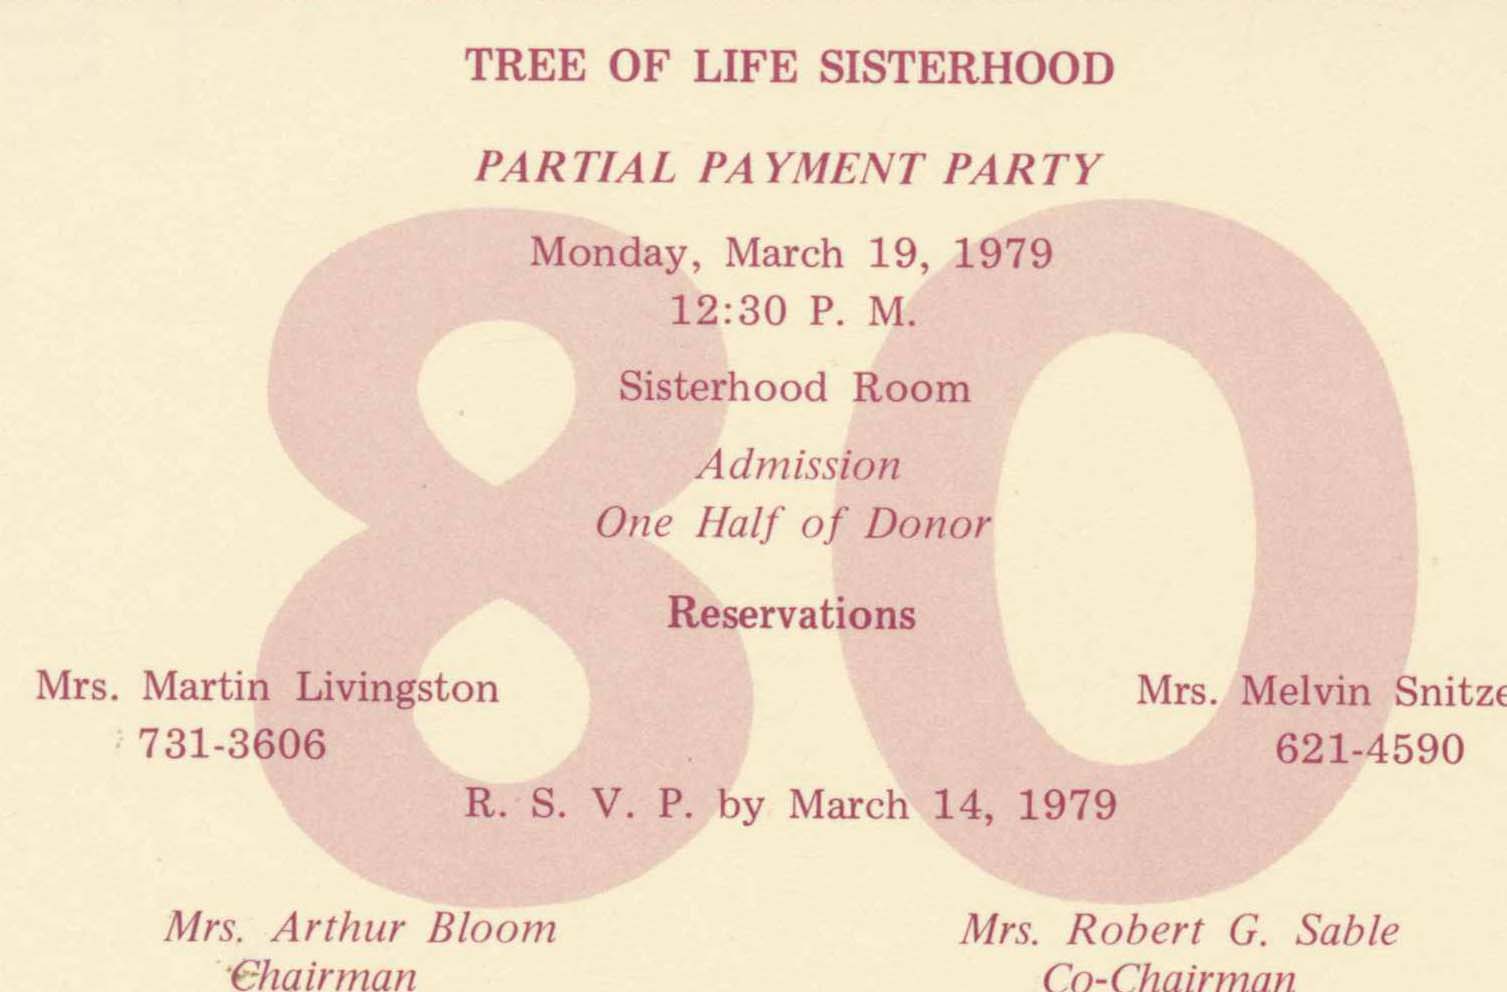 TREE OF LIFE SISTERHOOD
PARTIAL PAYMENT PARTY
80
Monday, March 19, 1979
12:30 P. M.
Sisterhood Room
Admission
One Half of Donor
Reservations
Mrs. Martin Livingston Mrs. Melvin
731-3606 621-4590
R. S. V. P. by March 14, 1979
Mrs. Arthur Bloom Mrs. Robert G. Sable
Chairman Co-Chairman